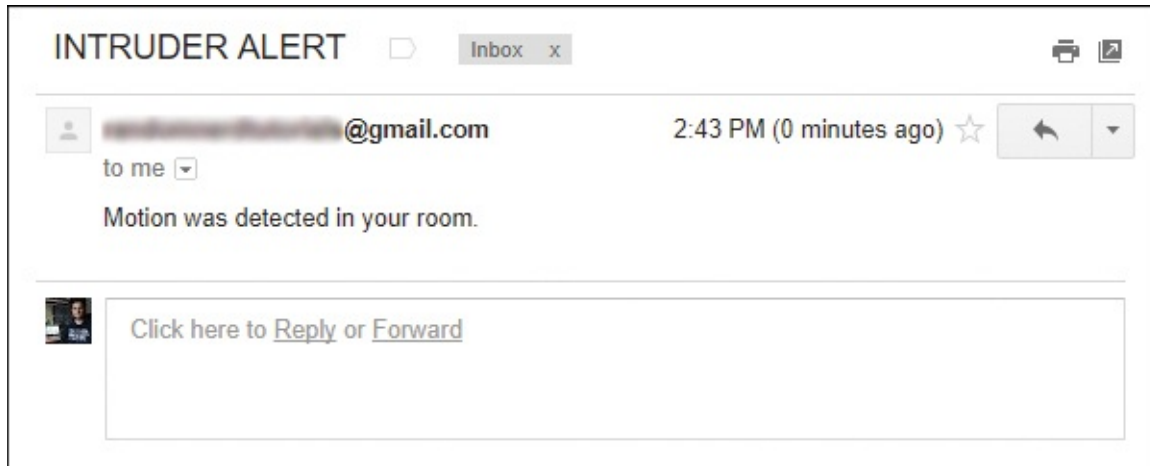 INTRUDER ALERT Inbox x
@gmail.com 2:43 PM (0 minutes ago)
to me
Motion was detected in your room.
Click here to Reply or Forward